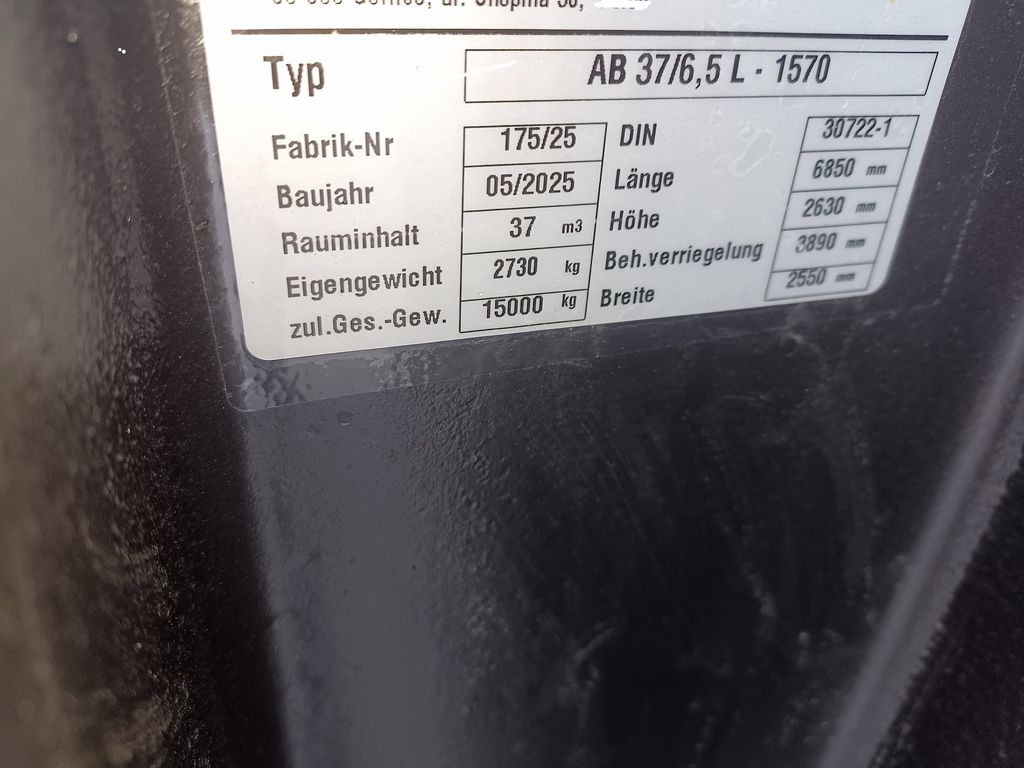 Typ AB 37/6,5 L - 1570
Fabrik-Nr 175/25 DIN 30722-1
Baujahr 05/2025 Länge 6850 mm
Rauminhalt 37 m3 Höhe 2630 mm
Eigengewicht 2730 kg Beh.verriegelung 3890 mm
zul.Ges.-Gew. 15000 kg Breite 2550 mm